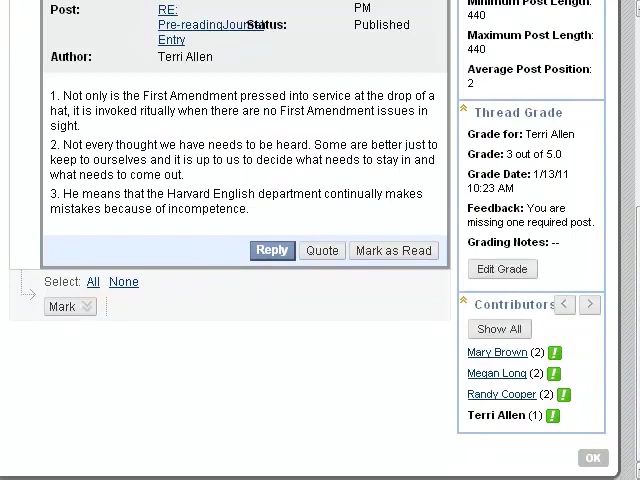 Post:
RE:
Pre-readingJournal
Entry
PM
Status:
Published
Author:
Terri Allen
1. Not only is the First Amendment pressed into service at the drop of a
hat, it is invoked ritually when there are no First Amendment issues in
sight.
2. Not every thought we have needs to be heard. Some are better just to
keep to ourselves and it is up to us to decide what needs to stay in and
what needs to come out.
3. He means that the Harvard English department continually makes
mistakes because of incompetence.
Reply
Quote
Mark as Read
Select: All None
Mark
Minimum Post Length:
440
Maximum Post Length:
440
Average Post Position:
2
Thread Grade
Grade for: Terri Allen
Grade: 3 out of 5.0
Grade Date: 1/13/11
10:23 AM
Feedback: You are
missing one required post.
Grading Notes: --
Edit Grade
Contributors
< >
Show All
Mary Brown (2) !
Megan Long (2) !
Randy Cooper (2) !
Terri Allen (1) !
OK